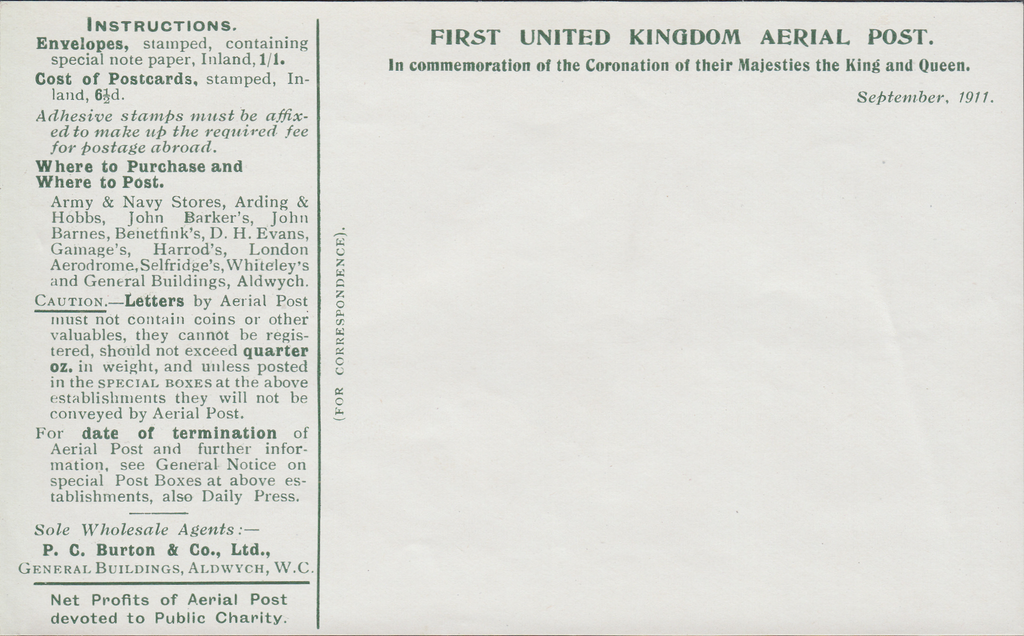 INSTRUCTIONS.
Envelopes, stamped, containing
special note paper, Inland, 1/1.
Cost of Postcards, stamped, In-
land, 6½d.
Adhesive stamps must be affix-
ed to make up the required fee
for postage abroad.
Where to Purchase and
Where to Post.
Army & Navy Stores, Arding &
Hobbs, John Barker's, John
Barnes, Benetfink's, D. H. Evans,
Gamage's, Harrod's, London
Aerodrome, Selfridge's, Whiteley's
and General Buildings, Aldwych.
CAUTION.—Letters by Aerial Post
must not contain coins or other
valuables, they cannot be regis-
tered, should not exceed quarter
oz. in weight, and unless posted
in the SPECIAL BOXES at the above
establishments they will not be
conveyed by Aerial Post.
For date of termination of
Aerial Post and further infor-
mation, see General Notice on
special Post Boxes at above es-
tablishments, also Daily Press.
Sole Wholesale Agents:—
P. C. Burton & Co., Ltd.,
GENERAL BUILDINGS, ALDWYCH, W.C.
Net Profits of Aerial Post
devoted to Public Charity.
(FOR CORRESPONDENCE).
FIRST UNITED KINGDOM AERIAL POST.
In commemoration of the Coronation of their Majesties the King and Queen.
September, 1911.